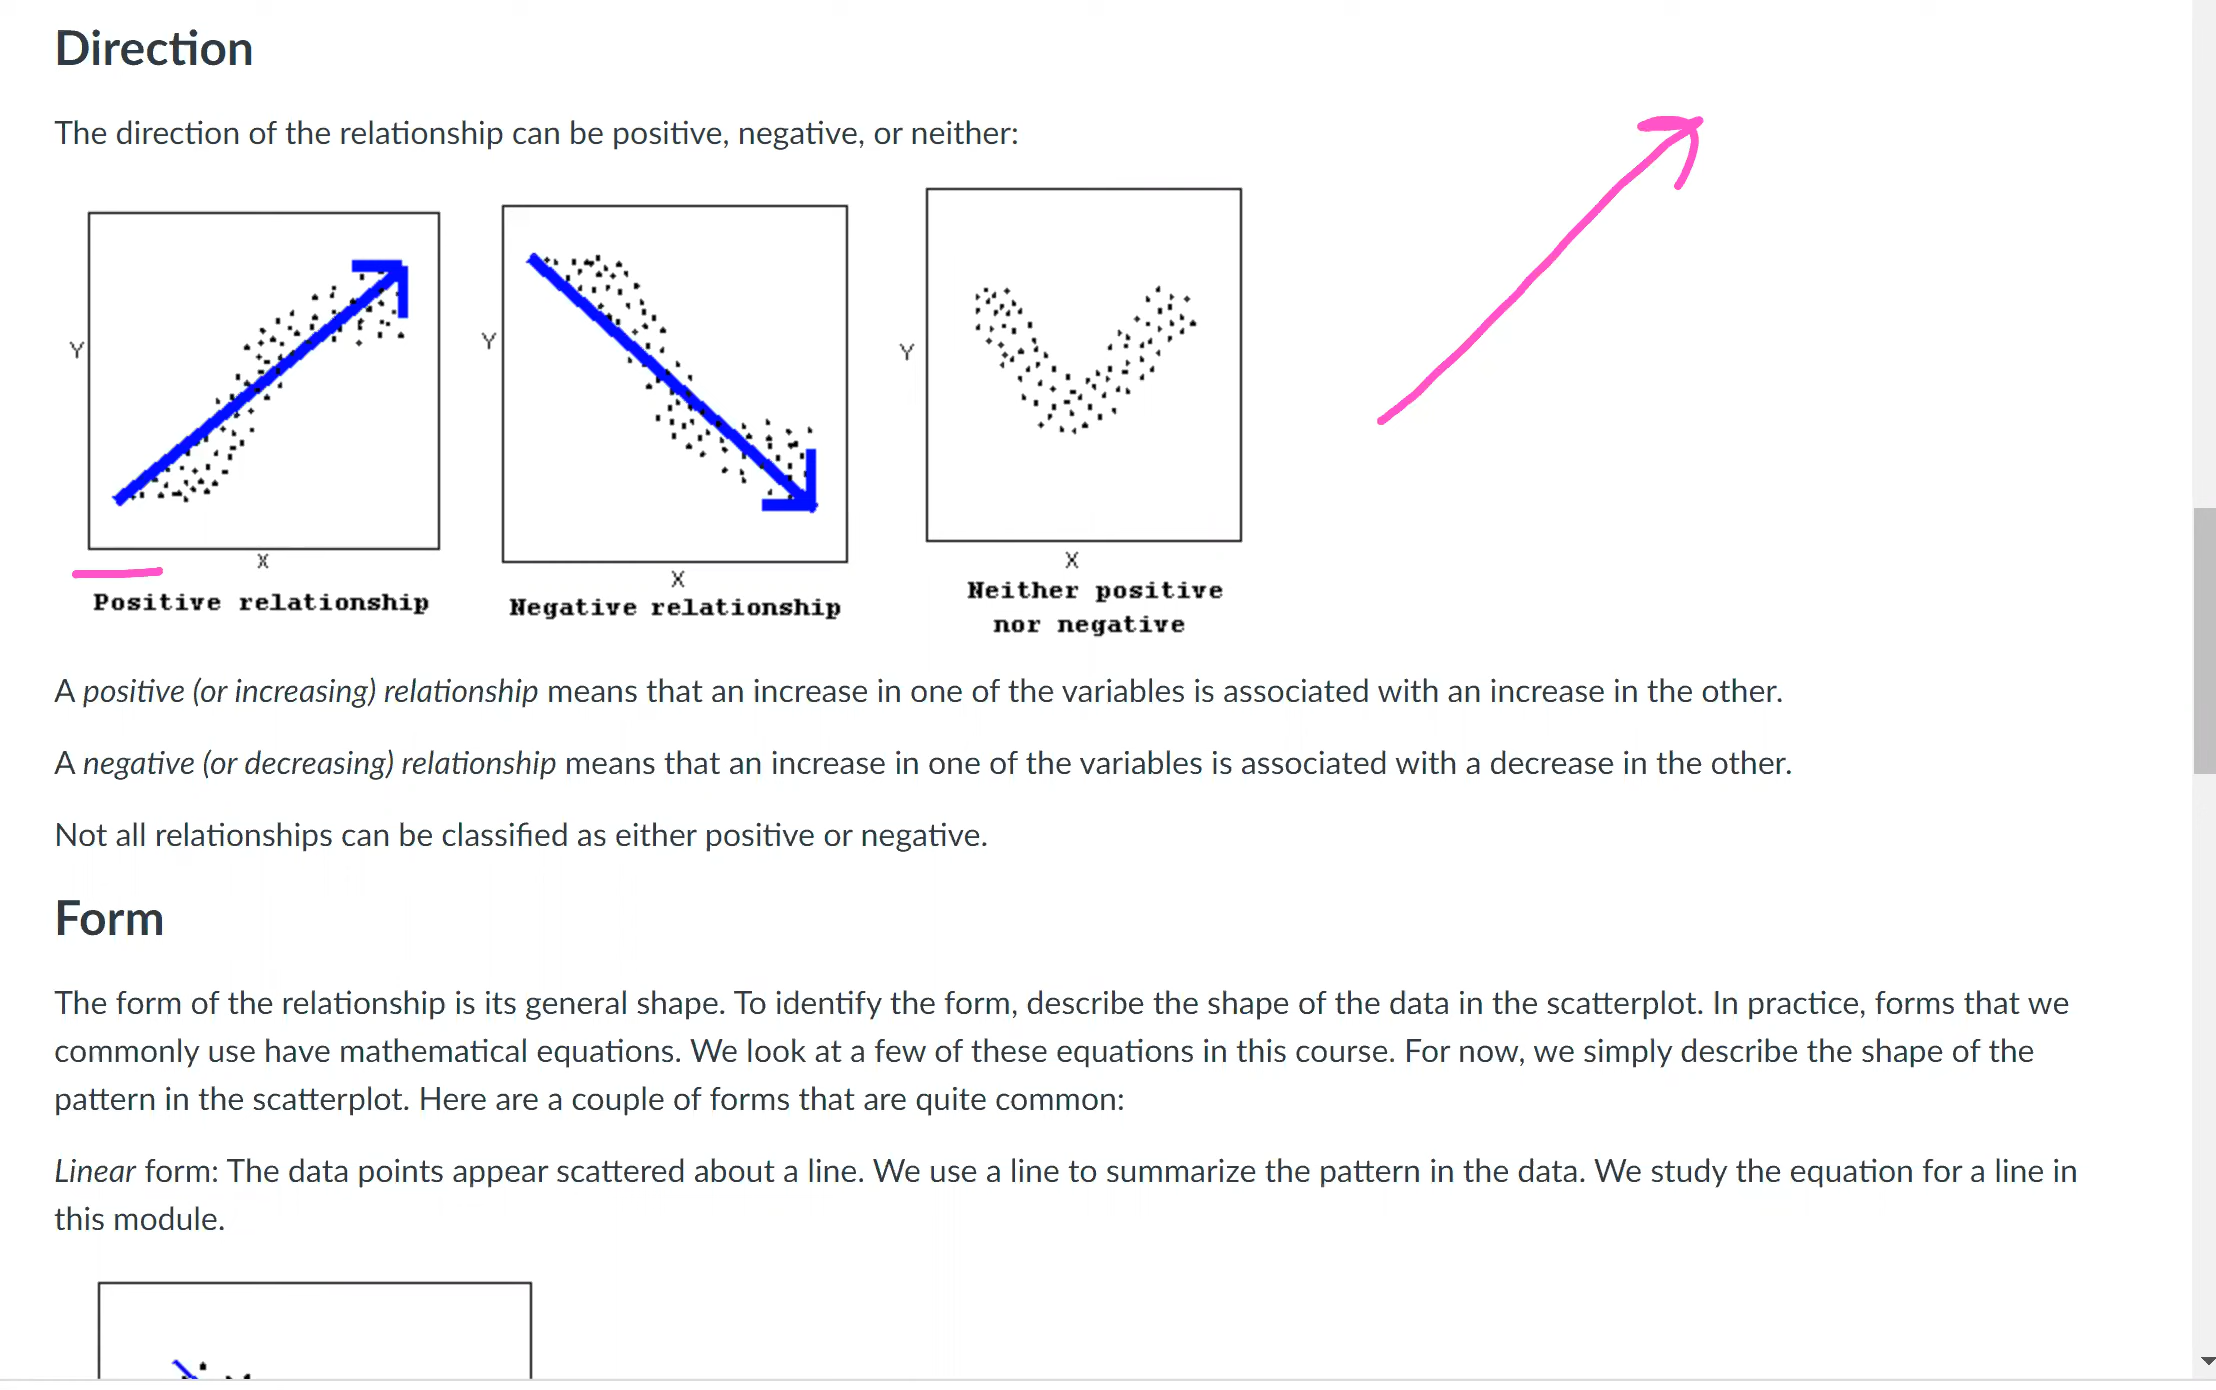 Direction
The direction of the relationship can be positive, negative, or neither:
Y
X
Positive relationship
Y
X
Negative relationship
Y
X
Neither positive
nor negative
A positive (or increasing) relationship means that an increase in one of the variables is associated with an increase in the other.
A negative (or decreasing) relationship means that an increase in one of the variables is associated with a decrease in the other.
Not all relationships can be classified as either positive or negative.
Form
The form of the relationship is its general shape. To identify the form, describe the shape of the data in the scatterplot. In practice, forms that we
commonly use have mathematical equations. We look at a few of these equations in this course. For now, we simply describe the shape of the
pattern in the scatterplot. Here are a couple of forms that are quite common:
Linear form: The data points appear scattered about a line. We use a line to summarize the pattern in the data. We study the equation for a line in
this module.